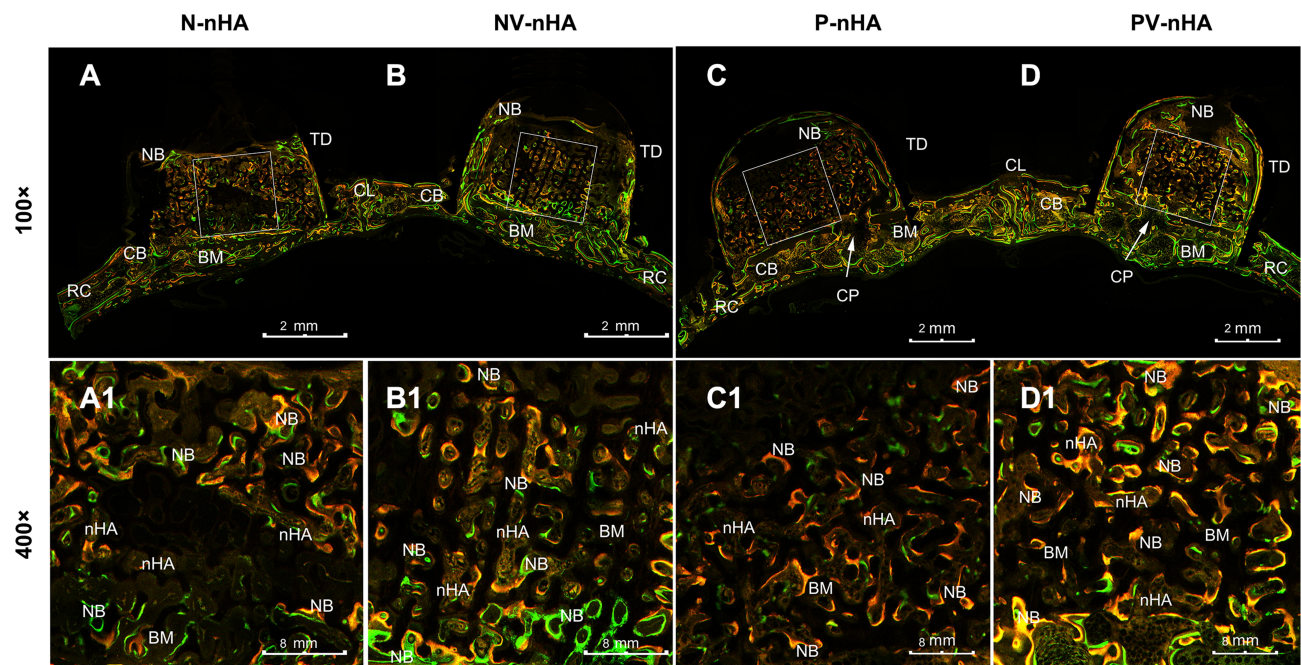 N-nHA NV-nHA P-nHA PV-nHA
100×
A B C D
NB TD CL CB CB BM RC 2 mm
NB TD BM RC 2 mm
NB TD CL CB BM CB CP RC 2 mm
NB TD BM CP RC 2 mm
400×
A1 B1 C1 D1
NB NB NB nHA nHA nHA NB NB BM 8 mm
NB nHA NB nHA BM NB NB nHA NB NB 8 mm
NB NB NB nHA nHA BM NB NB 8 mm
NB NB nHA NB NB nHA BM NB BM nHA NB 8 mm